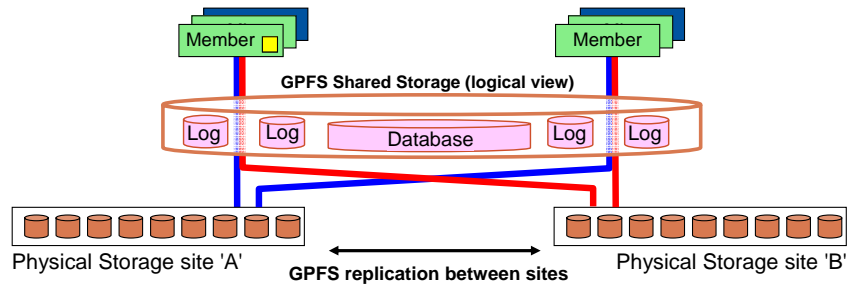 Member
Member
GPFS Shared Storage (logical view)
Log
Log
Database
Log
Log
Physical Storage site 'A'
Physical Storage site 'B'
GPFS replication between sites